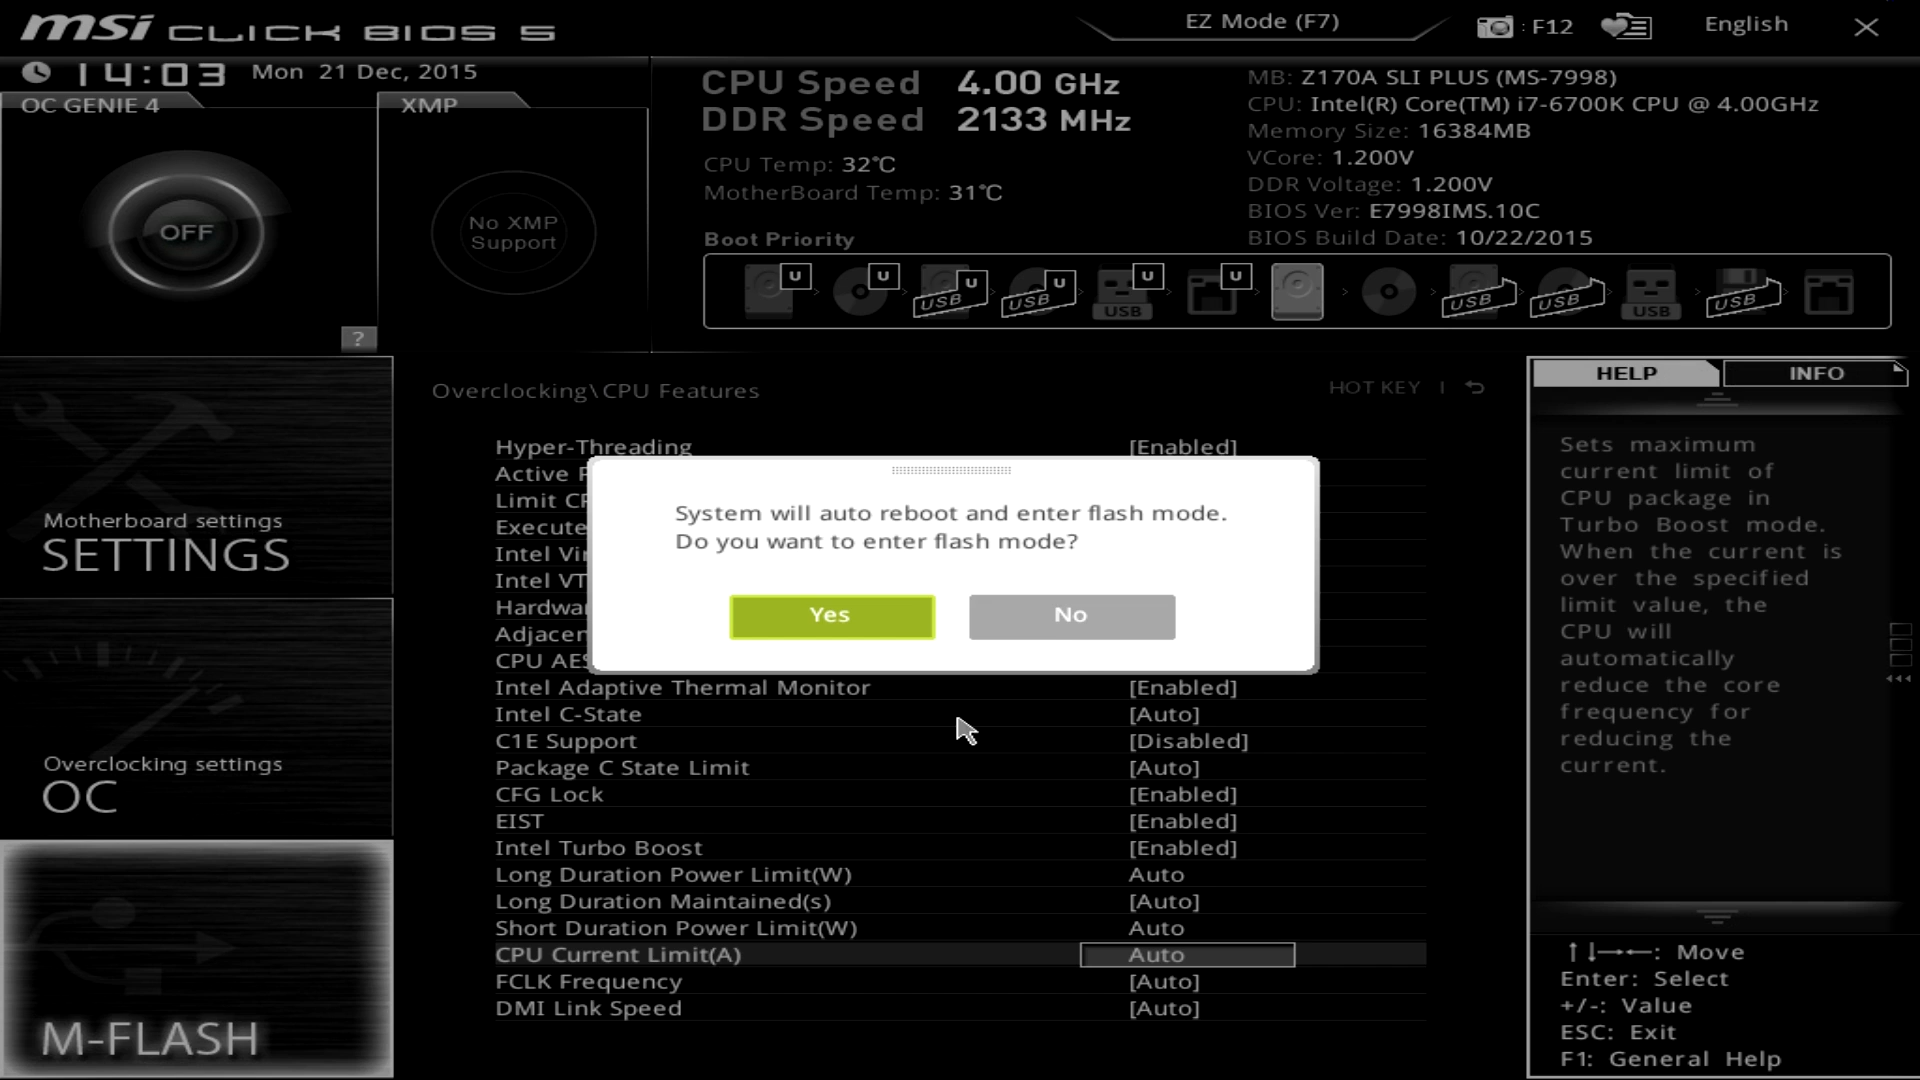 msi CLICK BIOS 5
EZ Mode (F7)
: F12
English
14:03 Mon 21 Dec, 2015
OC GENIE 4
XMP
OFF
No XMP
Support
?
CPU Speed 4.00 GHz
DDR Speed 2133 MHz
CPU Temp: 32°C
MotherBoard Temp: 31°C
MB: Z170A SLI PLUS (MS-7998)
CPU: Intel(R) Core(TM) i7-6700K CPU @ 4.00GHz
Memory Size: 16384MB
VCore: 1.200V
DDR Voltage: 1.200V
BIOS Ver: E7998IMS.10C
BIOS Build Date: 10/22/2015
Boot Priority
U U U USB U USB U USB U USB USB USB USB
Motherboard settings
SETTINGS
Overclocking settings
OC
M-FLASH
Overclocking\CPU Features
HOT KEY |
Hyper-Threading [Enabled]
Active
Limit
Execute
Intel
Intel VT
CPU
System will auto reboot and enter flash mode.
Do you want to enter flash mode?
Yes No
Intel Adaptive Thermal Monitor [Enabled]
Intel C-State [Auto]
C1E Support [Disabled]
Package C State Limit [Auto]
CFG Lock [Enabled]
EIST [Enabled]
Intel Turbo Boost [Enabled]
Long Duration Power Limit(W) Auto
Long Duration Maintained(s) [Auto]
Short Duration Power Limit(W) Auto
CPU Current Limit(A) Auto
FCLK Frequency [Auto]
DMI Link Speed [Auto]
HELP INFO
Sets maximum
current limit of
CPU package in
Turbo Boost mode.
When the current is
over the specified
limit value, the
CPU will
automatically
reduce the core
frequency for
reducing the
current.
↑↓→←: Move
Enter: Select
+/-: Value
ESC: Exit
F1: General Help